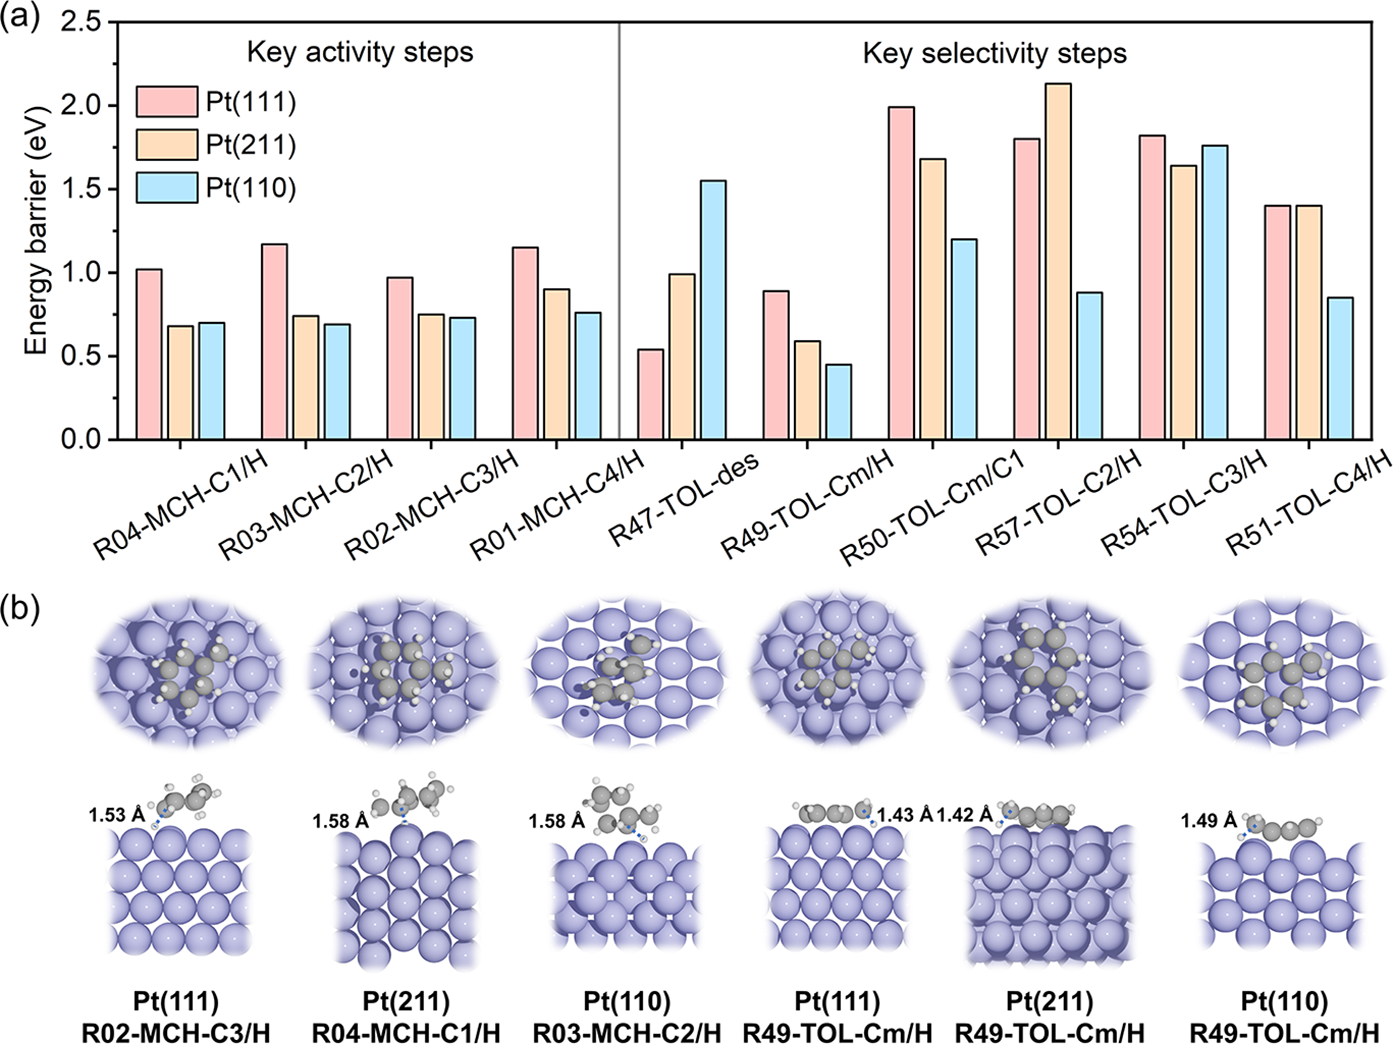 (a)
Energy barrier (eV)
2.5
2.0
1.5
1.0
0.5
0.0
Key activity steps
Key selectivity steps
Pt(111)
Pt(211)
Pt(110)
R04-MCH-C1/H
R03-MCH-C2/H
R02-MCH-C3/H
R01-MCH-C4/H
R47-TOL-des
R49-TOL-Cm/H
R50-TOL-Cm/C1
R57-TOL-C2/H
R54-TOL-C3/H
R51-TOL-C4/H
(b)
1.53 Å
1.58 Å
1.58 Å
1.43 Å
1.42 Å
1.49 Å
Pt(111)
R02-MCH-C3/H
Pt(211)
R04-MCH-C1/H
Pt(110)
R03-MCH-C2/H
Pt(111)
R49-TOL-Cm/H
Pt(211)
R49-TOL-Cm/H
Pt(110)
R49-TOL-Cm/H